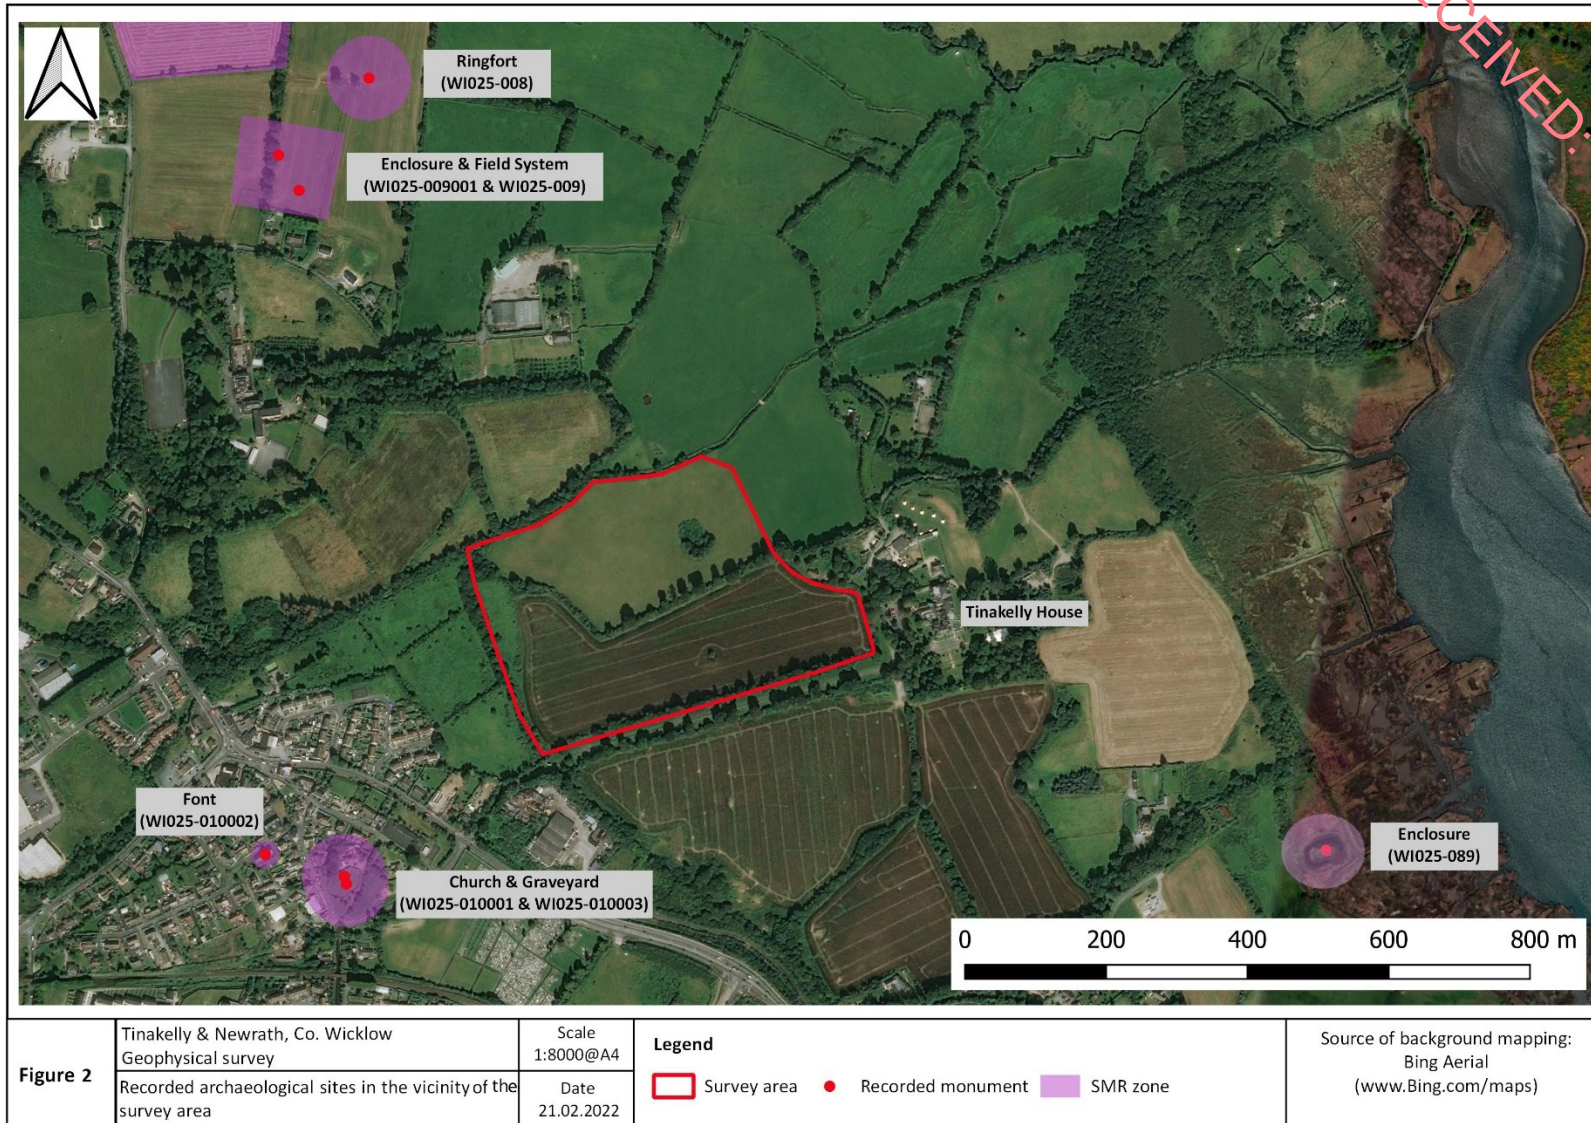 CEIVED:
Ringfort
(WI025-008)
Enclosure & Field System
(WI025-009001 & WI025-009)
Tinakelly House
Font
(WI025-010002)
Church & Graveyard
(WI025-010001 & WI025-010003)
Enclosure
(WI025-089)
0 200 400 600 800 m
Figure 2
Tinakelly & Newrath, Co. Wicklow
Geophysical survey
Recorded archaeological sites in the vicinity of the
survey area
Scale
1:8000@A4
Date
21.02.2022
Legend
Survey area
Recorded monument
SMR zone
Source of background mapping:
Bing Aerial
(www.Bing.com/maps)